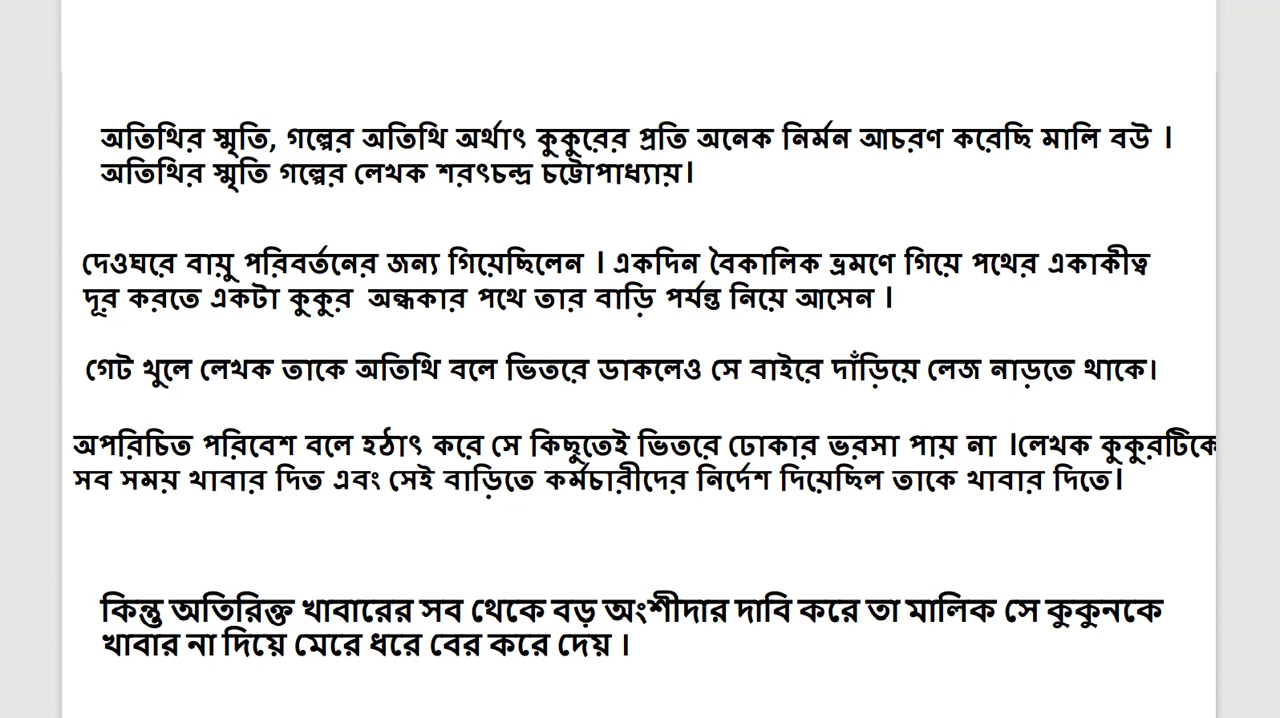 অতিথির স্মৃতি, গল্পের অতিথি অর্থাৎ কুকুরের প্রতি অনেক নির্মন আচরণ করেছি মালি বউ ।
অতিথির স্মৃতি গল্পের লেখক শরৎচন্দ্র চট্টোপাধ্যায়।
দেওঘরে বায়ু পরিবর্তনের জন্য গিয়েছিলেন । একদিন বৈকালিক ভ্রমণে গিয়ে পথের একাকীত্ব
দূর করতে একটা কুকুর অন্ধকার পথে তার বাড়ি পর্যন্ত নিয়ে আসেন ।
গেট খুলে লেখক তাকে অতিথি বলে ভিতরে ডাকলেও সে বাইরে দাঁড়িয়ে লেজ নাড়তে থাকে।
অপরিচিত পরিবেশ বলে হঠাৎ করে সে কিছুতেই ভিতরে ঢোকার ভরসা পায় না ।লেখক কুকুরটিকে
সব সময় খাবার দিত এবং সেই বাড়িতে কর্মচারীদের নির্দেশ দিয়েছিল তাকে খাবার দিতে।
কিন্তু অতিরিক্ত খাবারের সব থেকে বড় অংশীদার দাবি করে তা মালিক সে কুকুনকে
খাবার না দিয়ে মেরে ধরে বের করে দেয় ।